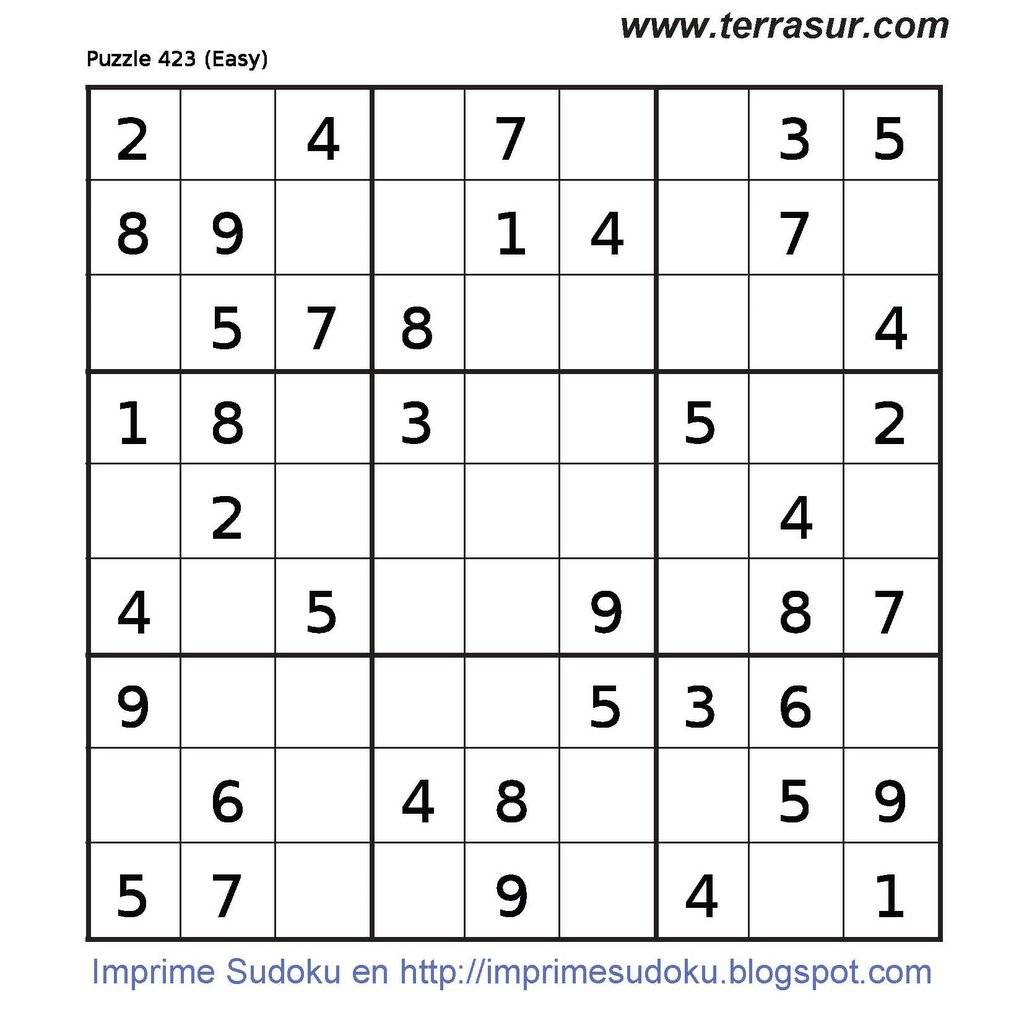 www.terrasur.com
Puzzle 423 (Easy)
2 4 7 3 5
8 9 1 4 7
5 7 8 4
1 8 3 5 2
2 4
4 5 9 8 7
9 5 3 6
6 4 8 5 9
5 7 9 4 1
Imprime Sudoku en http://imprimesudoku.blogspot.com